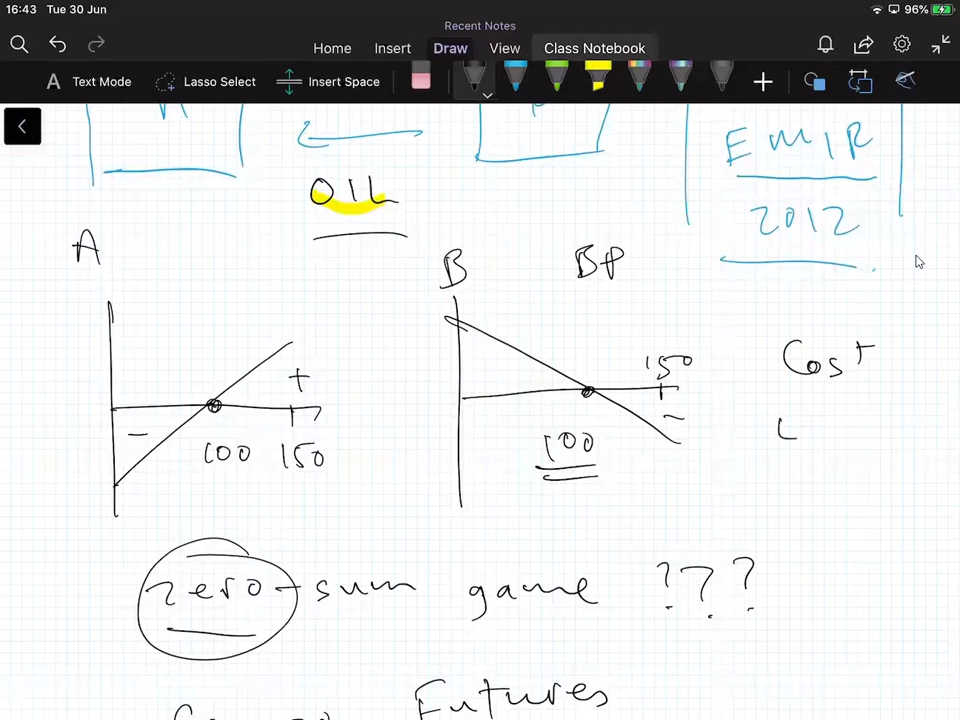 16:43 Tue 30 Jun
96%
Recent Notes
Home Insert Draw View Class Notebook
Text Mode Lasso Select Insert Space
EMIR
OIL
2012
A
B BP
+ 150 Cost
- -
100 150 100
zero-sum game ???
Futures